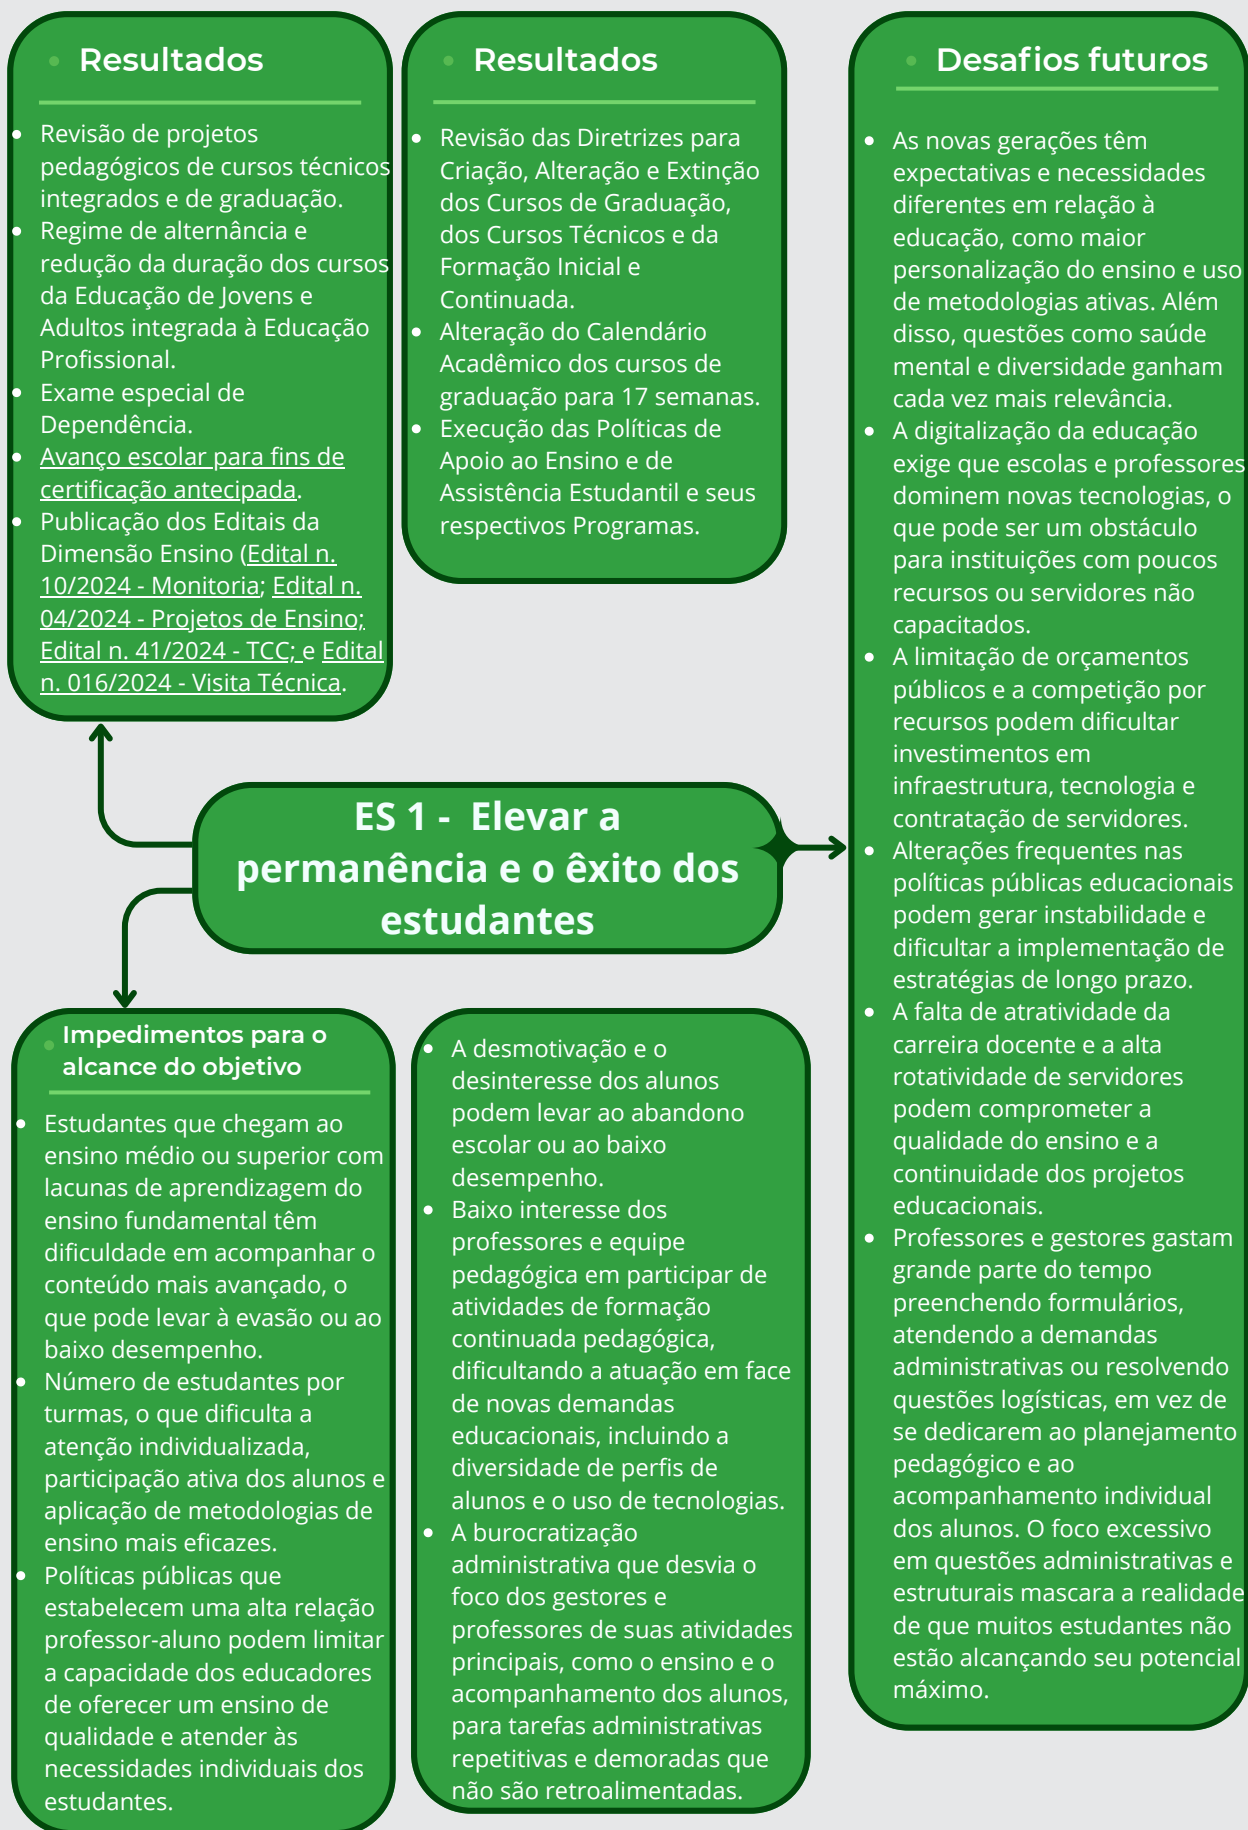 Resultados
Revisão de projetos
pedagógicos de cursos técnicos
integrados e de graduação.
Regime de alternância e
redução da duração dos cursos
da Educação de Jovens e
Adultos integrada à Educação
Profissional.
Exame especial de
Dependência.
Avanço escolar para fins de
certificação antecipada.
Publicação dos Editais da
Dimensão Ensino (Edital n.
10/2024 - Monitoria; Edital n.
04/2024 - Projetos de Ensino;
Edital n. 41/2024 - TCC; e Edital
n. 016/2024 - Visita Técnica.
Resultados
Revisão das Diretrizes para
Criação, Alteração e Extinção
dos Cursos de Graduação,
dos Cursos Técnicos e da
Formação Inicial e
Continuada.
Alteração do Calendário
Acadêmico dos cursos de
graduação para 17 semanas.
Execução das Políticas de
Apoio ao Ensino e de
Assistência Estudantil e seus
respectivos Programas.
Desafios futuros
As novas gerações têm
expectativas e necessidades
diferentes em relação à
educação, como maior
personalização do ensino e uso
de metodologias ativas. Além
disso, questões como saúde
mental e diversidade ganham
cada vez mais relevância.
A digitalização da educação
exige que escolas e professores
dominem novas tecnologias, o
que pode ser um obstáculo
para instituições com poucos
recursos ou servidores não
capacitados.
A limitação de orçamentos
públicos e a competição por
recursos podem dificultar
investimentos em
infraestrutura, tecnologia e
contratação de servidores.
Alterações frequentes nas
políticas públicas educacionais
podem gerar instabilidade e
dificultar a implementação de
estratégias de longo prazo.
A falta de atratividade da
carreira docente e a alta
rotatividade de servidores
podem comprometer a
qualidade do ensino e a
continuidade dos projetos
educacionais.
Professores e gestores gastam
grande parte do tempo
preenchendo formulários,
atendendo a demandas
administrativas ou resolvendo
questões logísticas, em vez de
se dedicarem ao planejamento
pedagógico e ao
acompanhamento individual
dos alunos. O foco excessivo
em questões administrativas e
estruturais mascara a realidade
de que muitos estudantes não
estão alcançando seu potencial
máximo.
ES 1 - Elevar a
permanência e o êxito dos
estudantes
Impedimentos para o
alcance do objetivo
Estudantes que chegam ao
ensino médio ou superior com
lacunas de aprendizagem do
ensino fundamental têm
dificuldade em acompanhar o
conteúdo mais avançado, o
que pode levar à evasão ou ao
baixo desempenho.
Número de estudantes por
turmas, o que dificulta a
atenção individualizada,
participação ativa dos alunos e
aplicação de metodologias de
ensino mais eficazes.
Políticas públicas que
estabelecem uma alta relação
professor-aluno podem limitar
a capacidade dos educadores
de oferecer um ensino de
qualidade e atender às
necessidades individuais dos
estudantes.
A desmotivação e o
desinteresse dos alunos
podem levar ao abandono
escolar ou ao baixo
desempenho.
Baixo interesse dos
professores e equipe
pedagógica em participar de
atividades de formação
continuada pedagógica,
dificultando a atuação em face
de novas demandas
educacionais, incluindo a
diversidade de perfis de
alunos e o uso de tecnologias.
A burocratização
administrativa que desvia o
foco dos gestores e
professores de suas atividades
principais, como o ensino e o
acompanhamento dos alunos,
para tarefas administrativas
repetitivas e demoradas que
não são retroalimentadas.